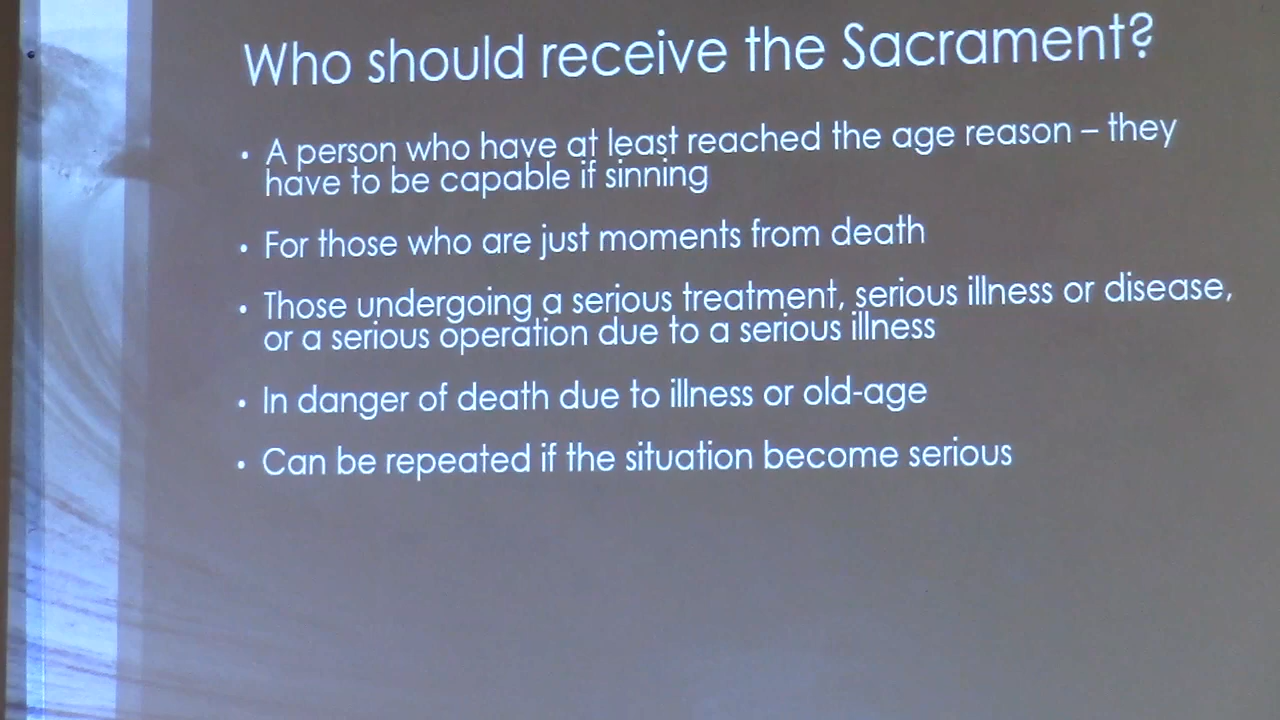 Who should receive the Sacrament?
• A person who have at least reached the age reason – they
have to be capable if sinning
• For those who are just moments from death
• Those undergoing a serious treatment, serious illness or disease,
or a serious operation due to a serious illness
• In danger of death due to illness or old-age
• Can be repeated if the situation become serious